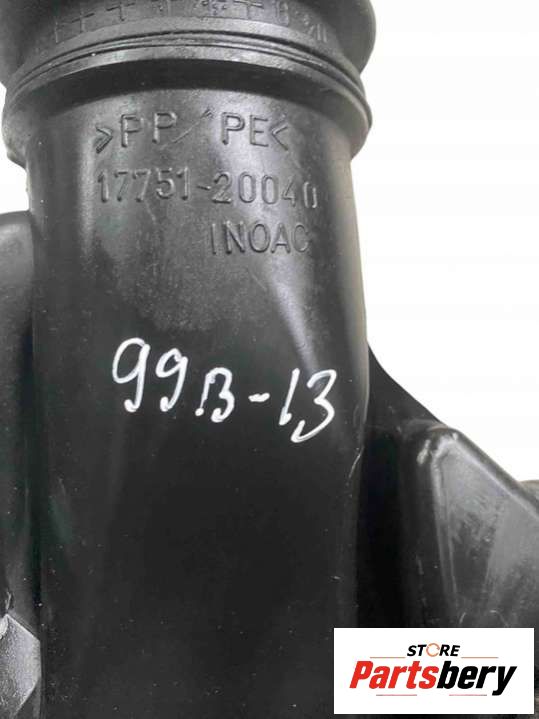 >PP/PE<
17751-20040
INOAC
99B-13
STORE
Partsbery